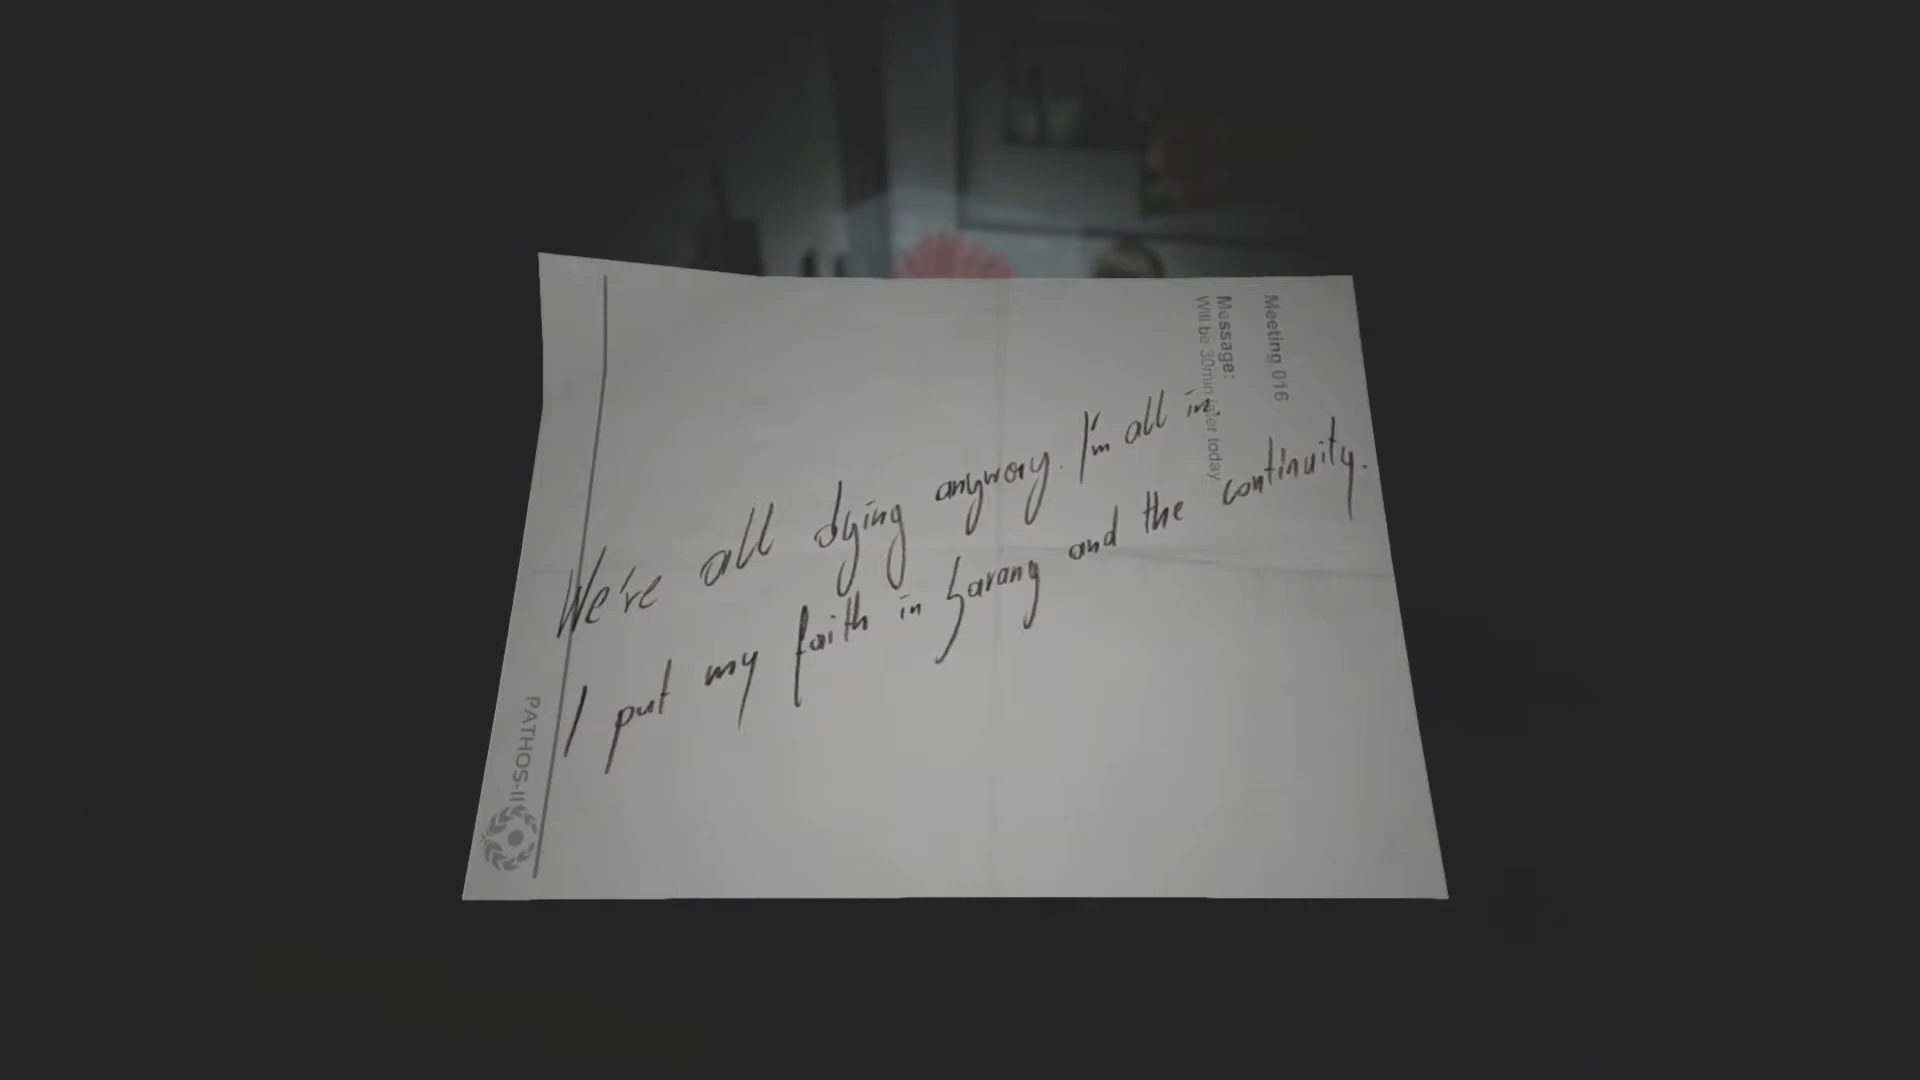 We're all dying anyway. I'm all in.
I put my faith in Sarang and the continuity.
Meeting 016
Message:
Will be 30min later today.
PATHOS-II